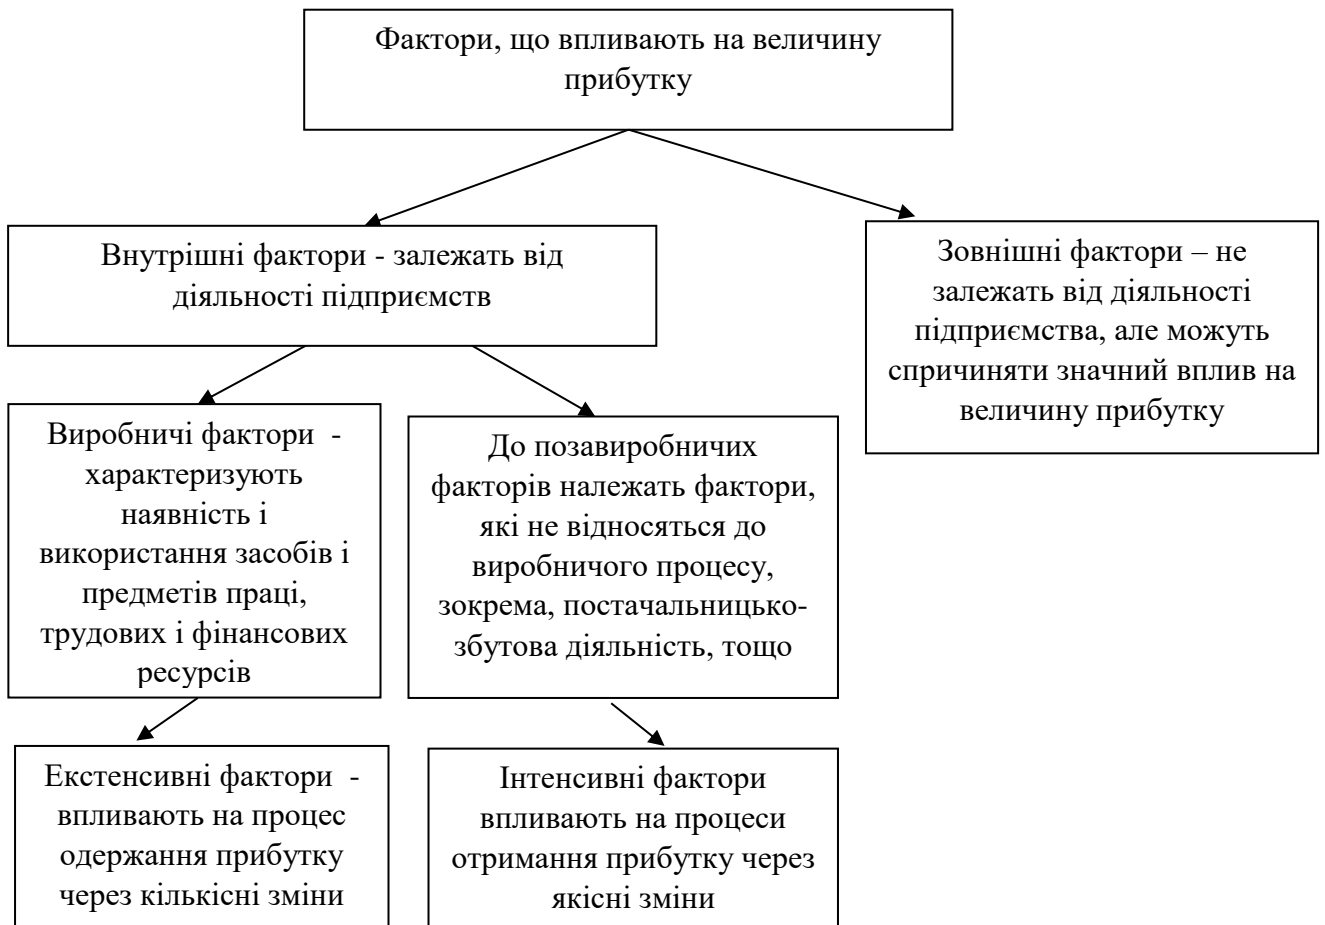 Фактори, що впливають на величину
прибутку
Внутрішні фактори - залежать від
діяльності підприємств
Зовнішні фактори – не
залежать від діяльності
підприємства, але можуть
спричиняти значний вплив на
величину прибутку
Виробничі фактори -
характеризують
наявність і
використання засобів і
предметів праці,
трудових і фінансових
ресурсів
До позавиробничих
факторів належать фактори,
які не відносяться до
виробничого процесу,
зокрема, постачальницько-
збутова діяльність, тощо
Екстенсивні фактори -
впливають на процес
одержання прибутку
через кількісні зміни
Інтенсивні фактори
впливають на процеси
отримання прибутку через
якісні зміни